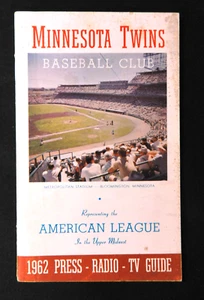 MINNESOTA TWINS
BASEBALL CLUB
METROPOLITAN STADIUM - BLOOMINGTON, MINNESOTA
Representing the
AMERICAN LEAGUE
In the Upper Midwest
1962 PRESS - RADIO - TV GUIDE